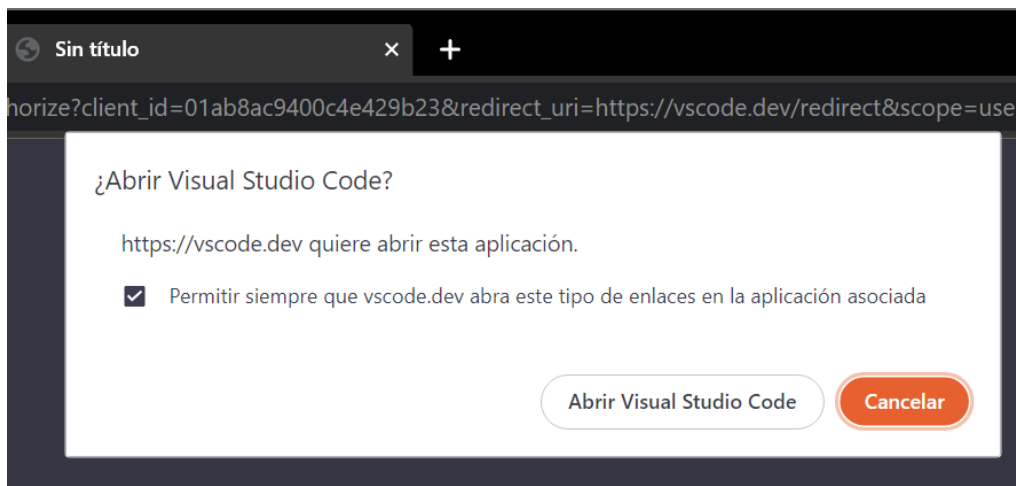 Sin título
horize?client_id=01ab8ac9400c4e429b23&redirect_uri=https://vscode.dev/redirect&scope=use
¿Abrir Visual Studio Code?
https://vscode.dev quiere abrir esta aplicación.
Permitir siempre que vscode.dev abra este tipo de enlaces en la aplicación asociada
Abrir Visual Studio Code
Cancelar